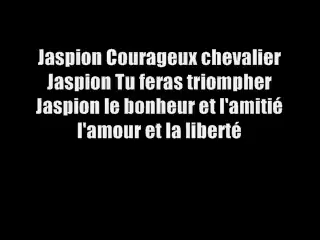 Jaspion Courageux chevalier
Jaspion Tu feras triompher
Jaspion le bonheur et l'amitié
l'amour et la liberté